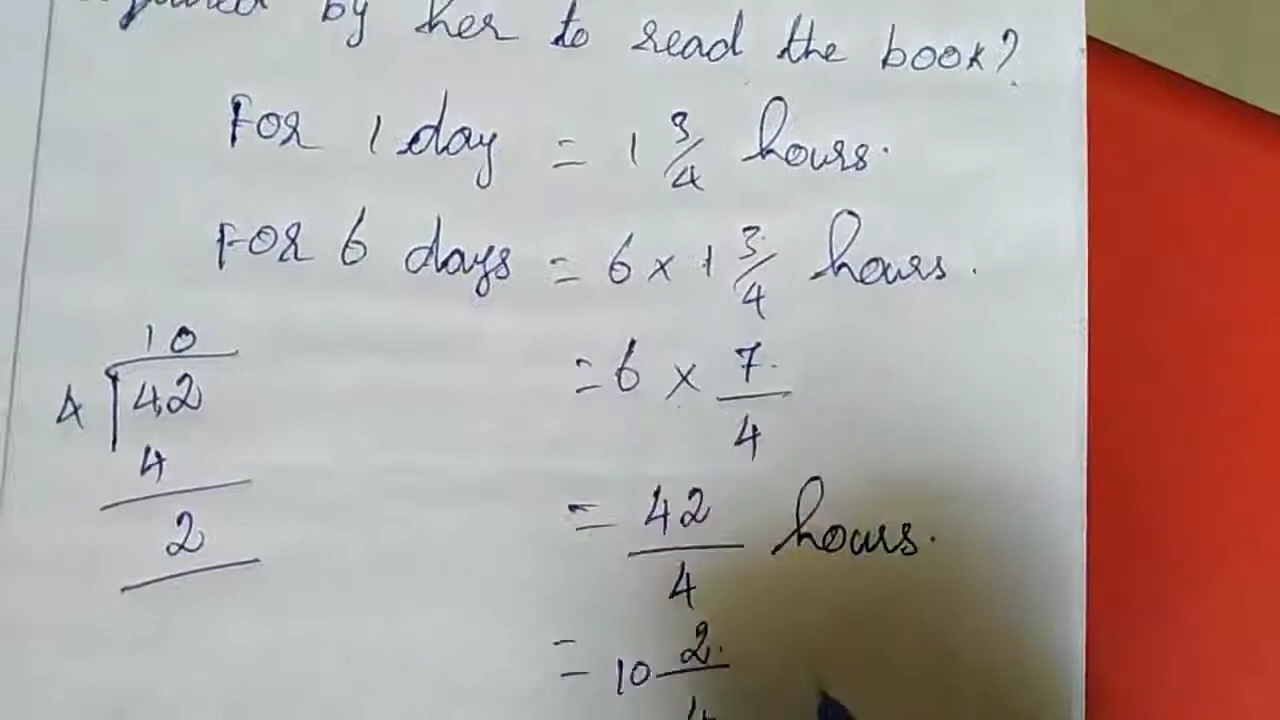 by her to read the book?
For 1 day = 1 3/4 hours.
For 6 days = 6 × 1 3/4 hours.
= 6 × 7/4
= 42/4 hours.
= 10 2/4
10
4 42
4
2